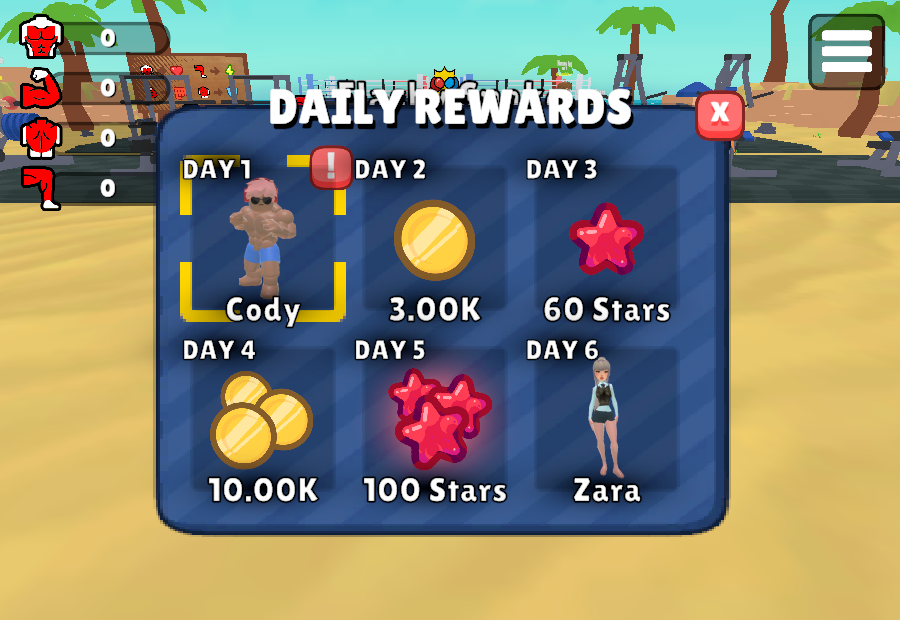 0
0
0
0
DAILY REWARDS
X
DAY 1
!
DAY 2
DAY 3
Cody
3.00K
60 Stars
DAY 4
DAY 5
DAY 6
10.00K
100 Stars
Zara